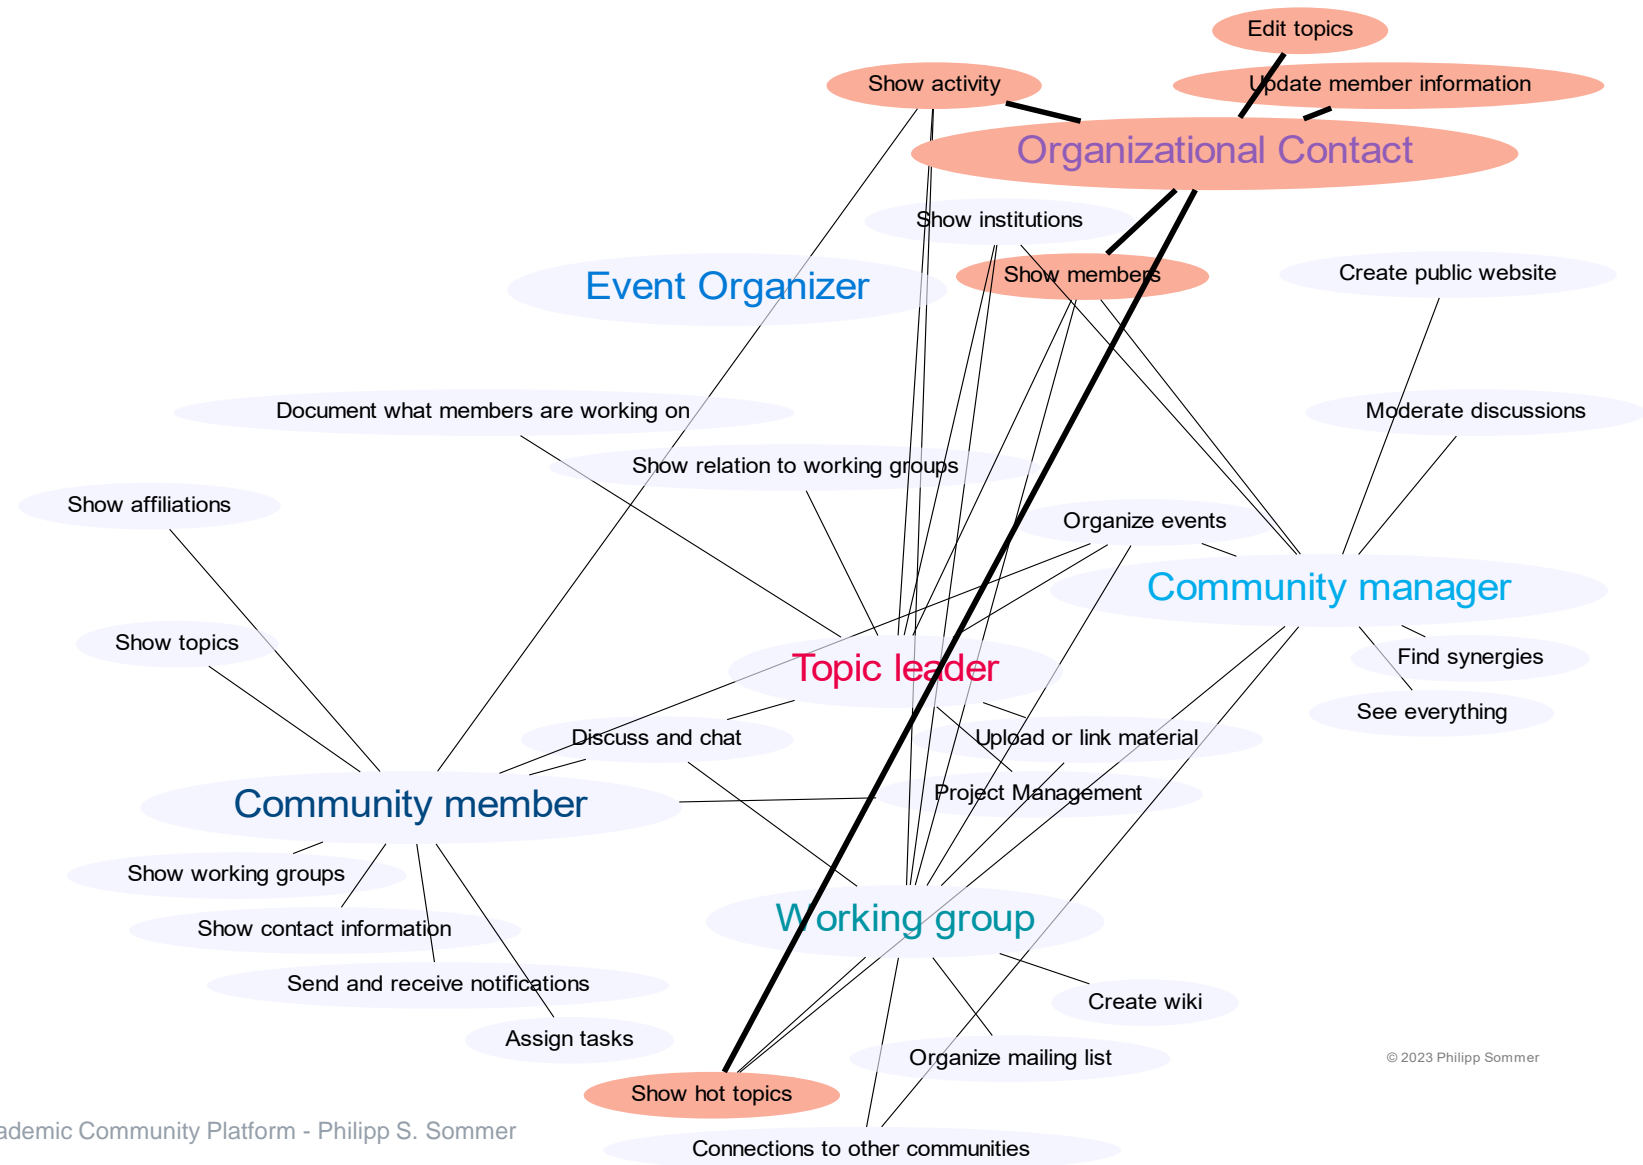 Edit topics
Show activity
Update member information
Organizational Contact
Show institutions
Show members
Create public website
Event Organizer
Document what members are working on
Moderate discussions
Show relation to working groups
Show affiliations
Organize events
Community manager
Show topics
Find synergies
Topic leader
See everything
Discuss and chat
Upload or link material
Project Management
Community member
Show working groups
Working group
Show contact information
Send and receive notifications
Create wiki
Assign tasks
Organize mailing list
© 2023 Philipp Sommer
Show hot topics
ademic Community Platform - Philipp S. Sommer
Connections to other communities